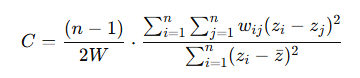 C = \frac{(n-1)}{2W} \cdot \frac{\sum_{i=1}^{n} \sum_{j=1}^{n} w_{ij}(z_i - z_j)^2}{\sum_{i=1}^{n} (z_i - \bar{z})^2}